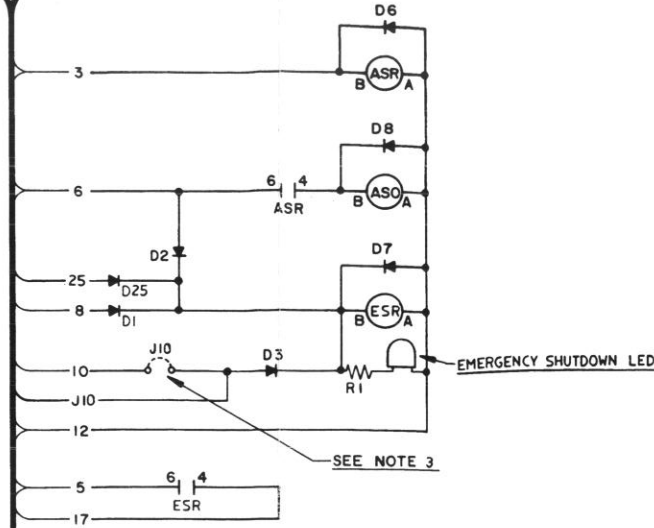 D6
3
B ASR A
D8
6
6 4
ASR
B ASO A
D2
D7
25
D25
8
D1
B ESR A
J10
D3
10
R1
EMERGENCY SHUTDOWN LED
J10
12
SEE NOTE 3
5
6 4
ESR
17